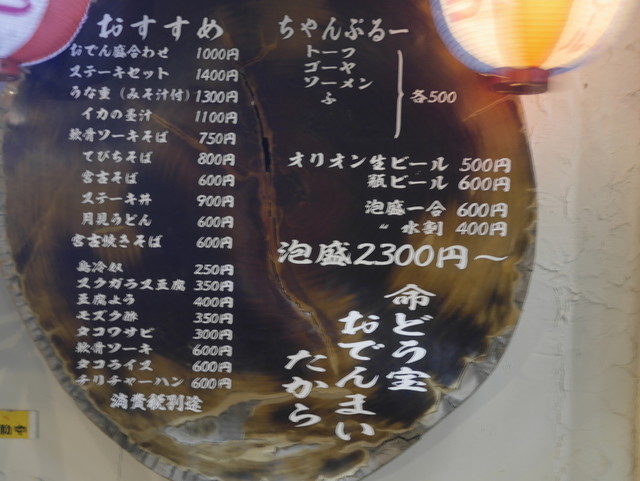 おすすめ
おでん盛合わせ 1000円
ステーキセット 1400円
うな重（みそ汁付）1300円
イカの墨汁 1100円
軟骨ソーキそば 750円
てびちそば 800円
宮古そば 600円
ステーキ丼 900円
月見うどん 600円
宮古焼きそば 600円
島冷奴 250円
スクガラス豆腐 350円
豆腐よう 400円
モズク酢 350円
タコワサビ 300円
軟骨ソーキ 600円
タコライス 600円
チリチャーハン 600円
消費税別途
ちゃんぷるー
トーフ
ゴーヤ
ソーメン
ふ
各500
オリオン生ビール 500円
瓶ビール 600円
泡盛一合 600円
〃 水割 400円
泡盛2300円～
命どう宝
おでんまい
たから
中